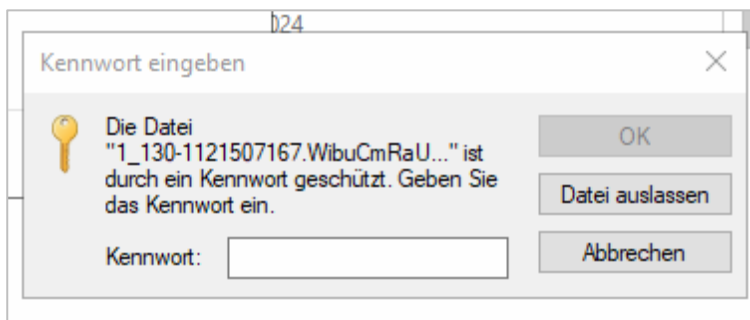 024
Kennwort eingeben
Die Datei
"1_130-1121507167.WibuCmRaU..." ist
durch ein Kennwort geschützt. Geben Sie
das Kennwort ein.
Kennwort:
OK
Datei auslassen
Abbrechen